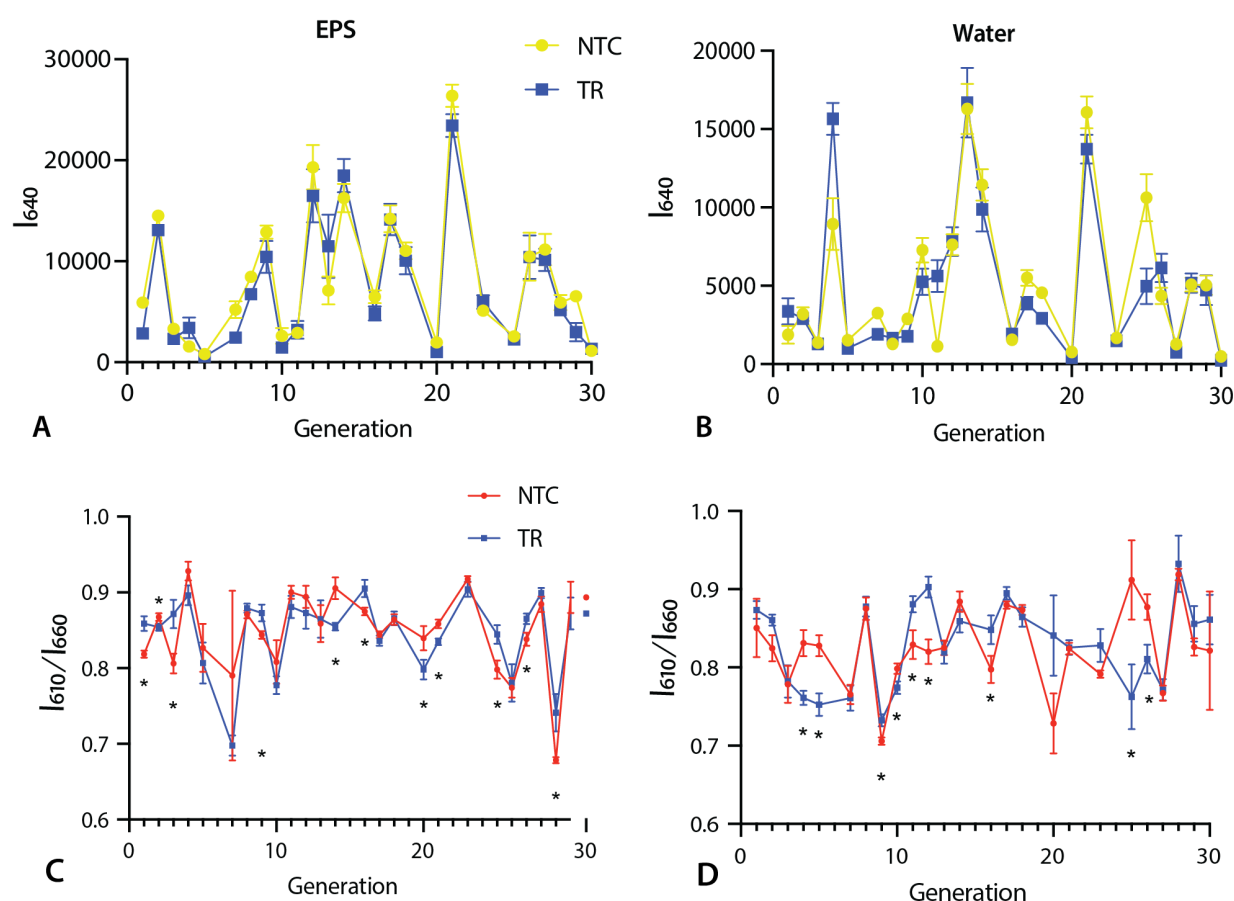 EPS
NTC
TR
30000
20000
10000
0
I640
0
10
20
30
Generation
A
Water
20000
15000
10000
5000
0
I640
0
10
20
30
Generation
B
NTC
TR
1.0
0.9
0.8
0.7
0.6
I610/I660
* * * * * * * * * * *
0
10
20
30
Generation
C
1.0
0.9
0.8
0.7
0.6
I610/I660
* * * * * * * * *
0
10
20
30
Generation
D